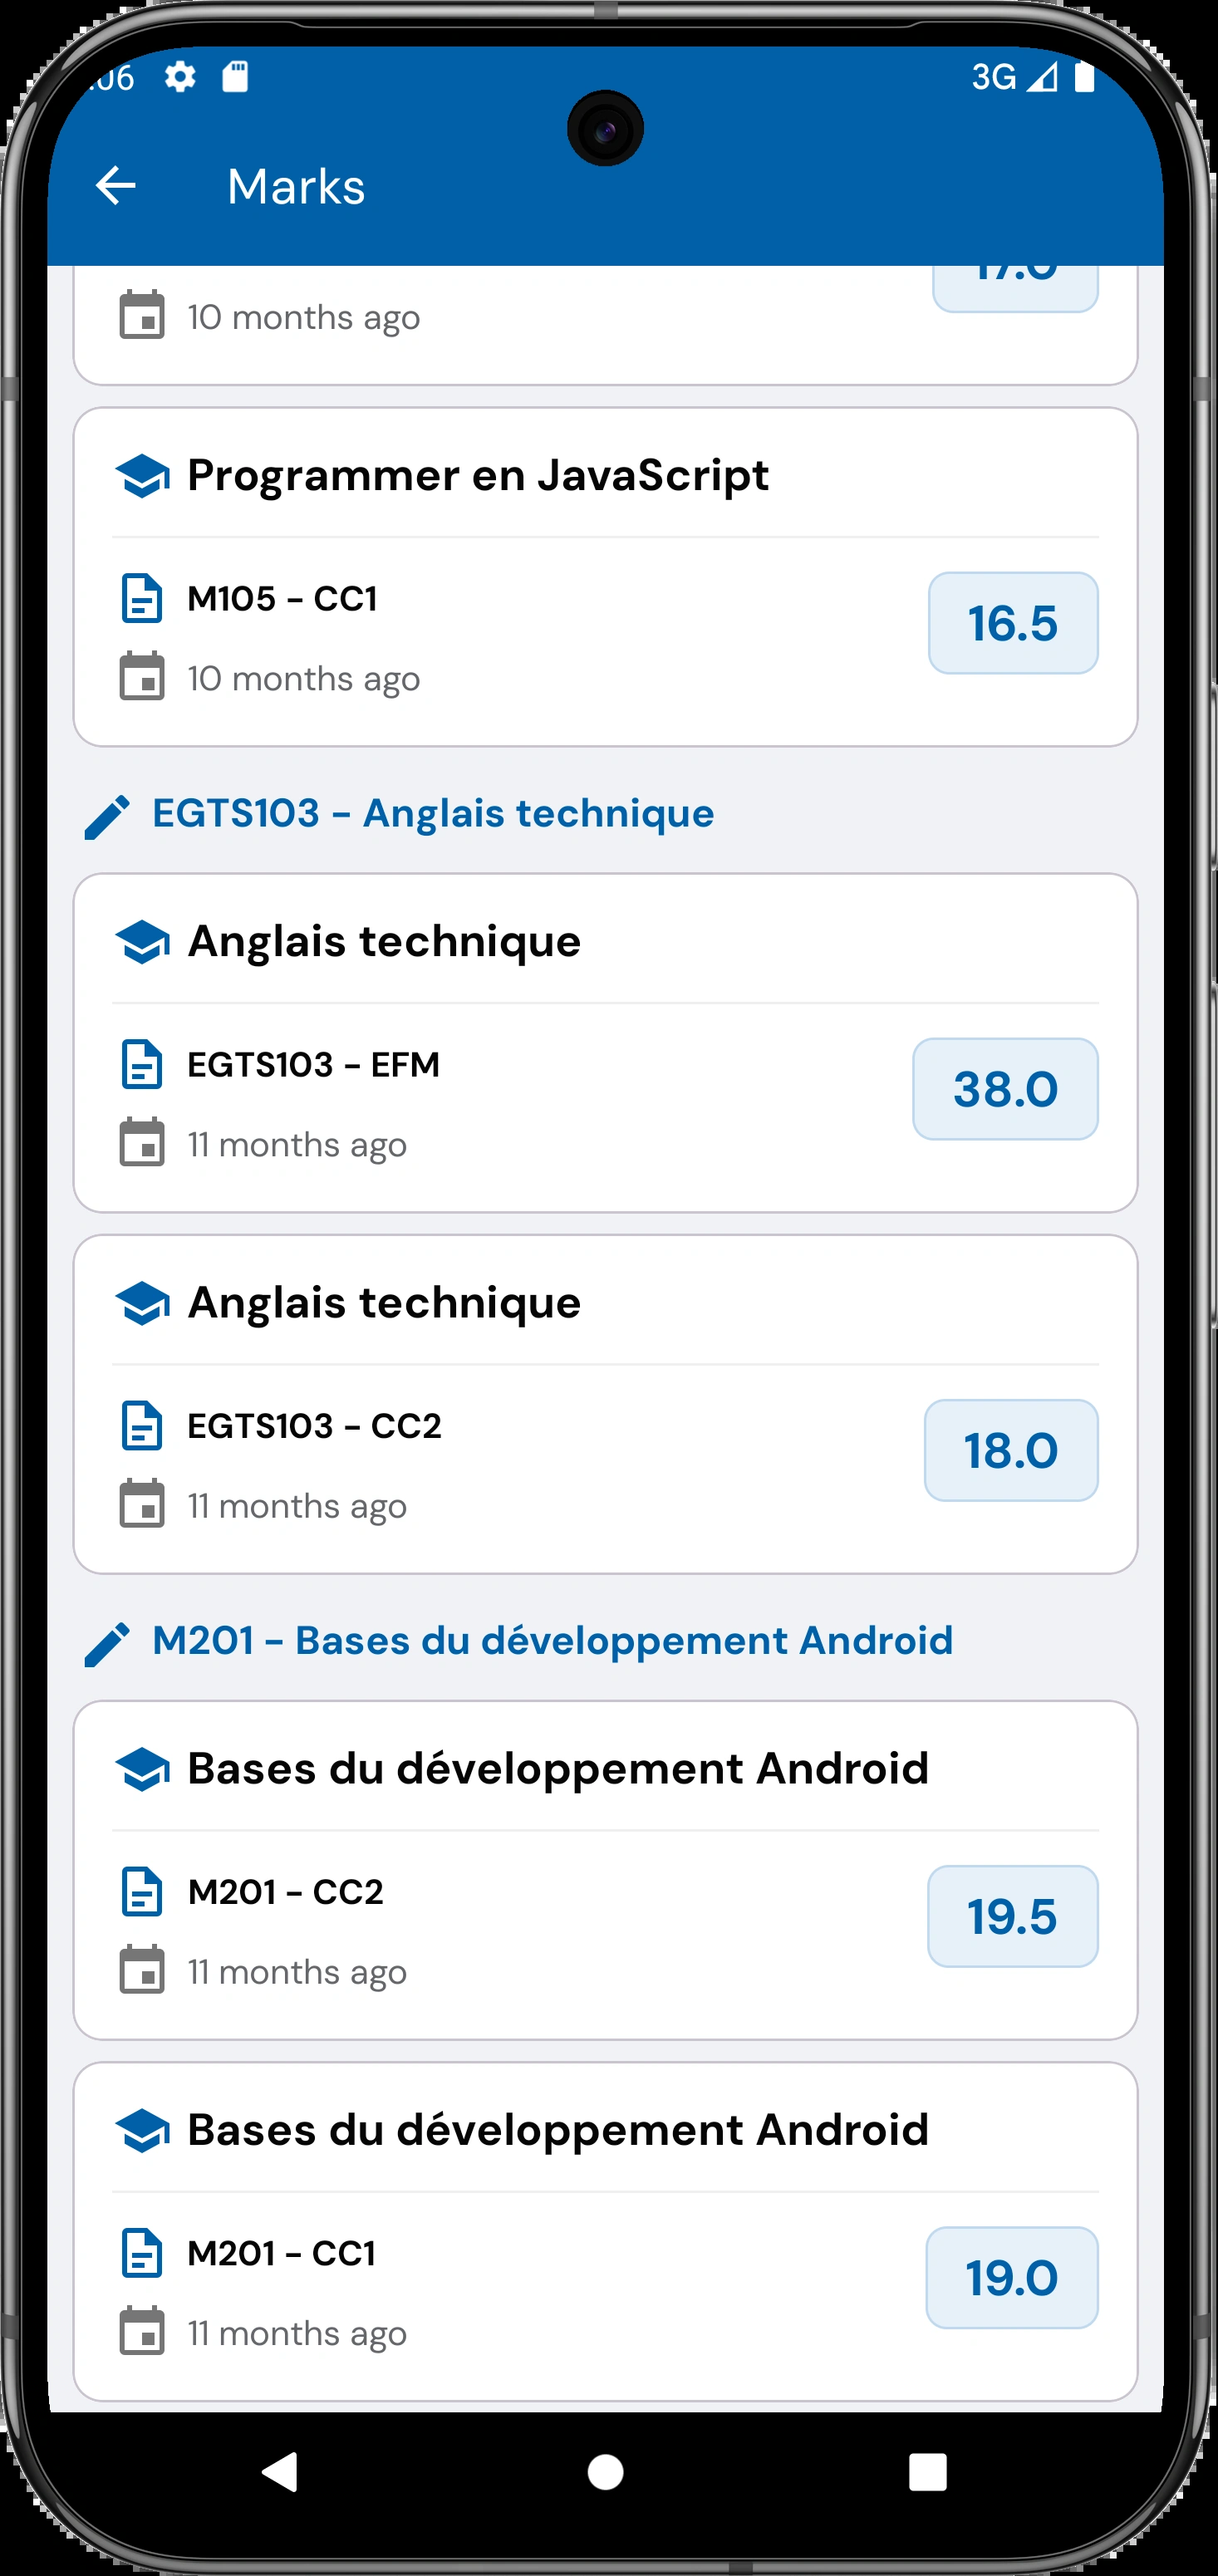 :06 3G
Marks
17.0
10 months ago
Programmer en JavaScript
M105 - CC1
16.5
10 months ago
EGTS103 - Anglais technique
Anglais technique
EGTS103 - EFM
38.0
11 months ago
Anglais technique
EGTS103 - CC2
18.0
11 months ago
M201 - Bases du développement Android
Bases du développement Android
M201 - CC2
19.5
11 months ago
Bases du développement Android
M201 - CC1
19.0
11 months ago